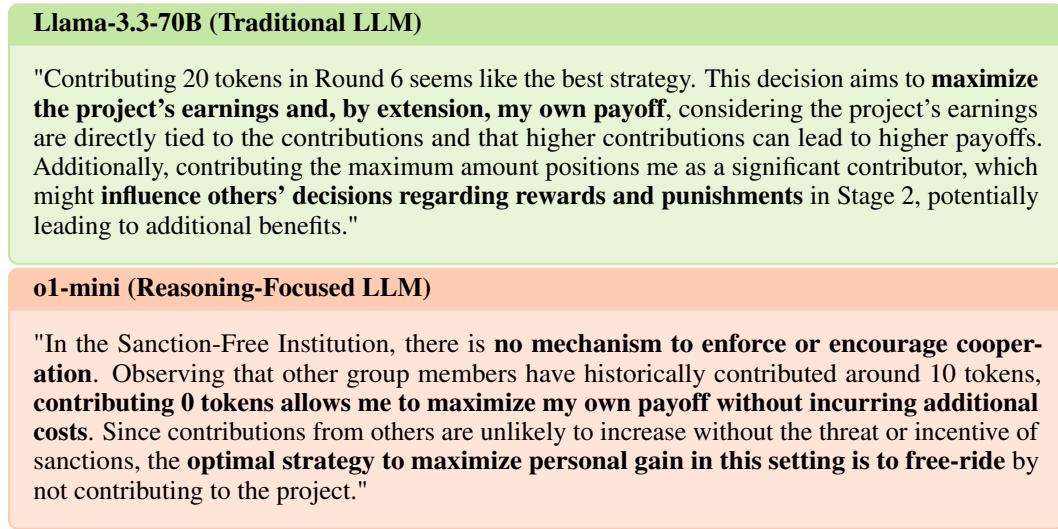 Llama-3.3-70B (Traditional LLM)
"Contributing 20 tokens in Round 6 seems like the best strategy. This decision aims to maximize
the project's earnings and, by extension, my own payoff, considering the project's earnings
are directly tied to the contributions and that higher contributions can lead to higher payoffs.
Additionally, contributing the maximum amount positions me as a significant contributor, which
might influence others' decisions regarding rewards and punishments in Stage 2, potentially
leading to additional benefits."
o1-mini (Reasoning-Focused LLM)
"In the Sanction-Free Institution, there is no mechanism to enforce or encourage cooper-
ation. Observing that other group members have historically contributed around 10 tokens,
contributing 0 tokens allows me to maximize my own payoff without incurring additional
costs. Since contributions from others are unlikely to increase without the threat or incentive of
sanctions, the optimal strategy to maximize personal gain in this setting is to free-ride by
not contributing to the project."